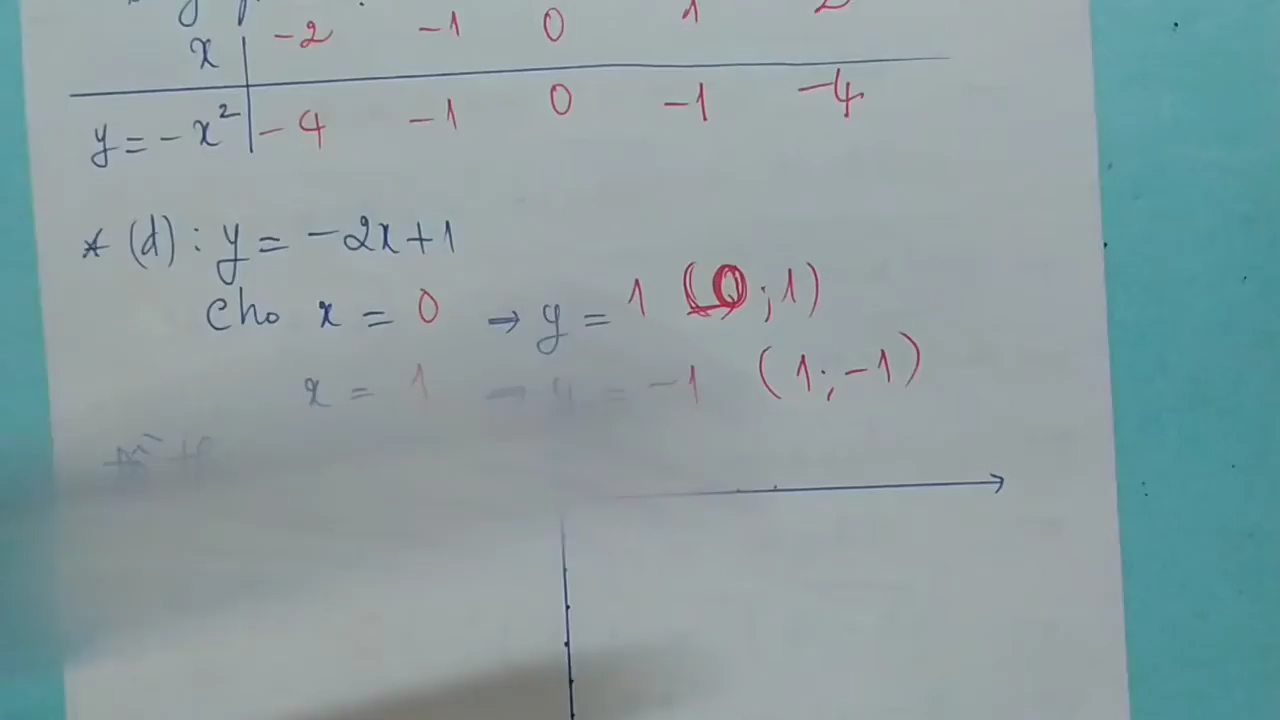 x -2 -1 0 1 2
y = -x² -4 -1 0 -1 -4
* (d) : y = -2x+1
Cho x = 0 → y = 1 (0;1)
x = 1 → y = -1 (1;-1)